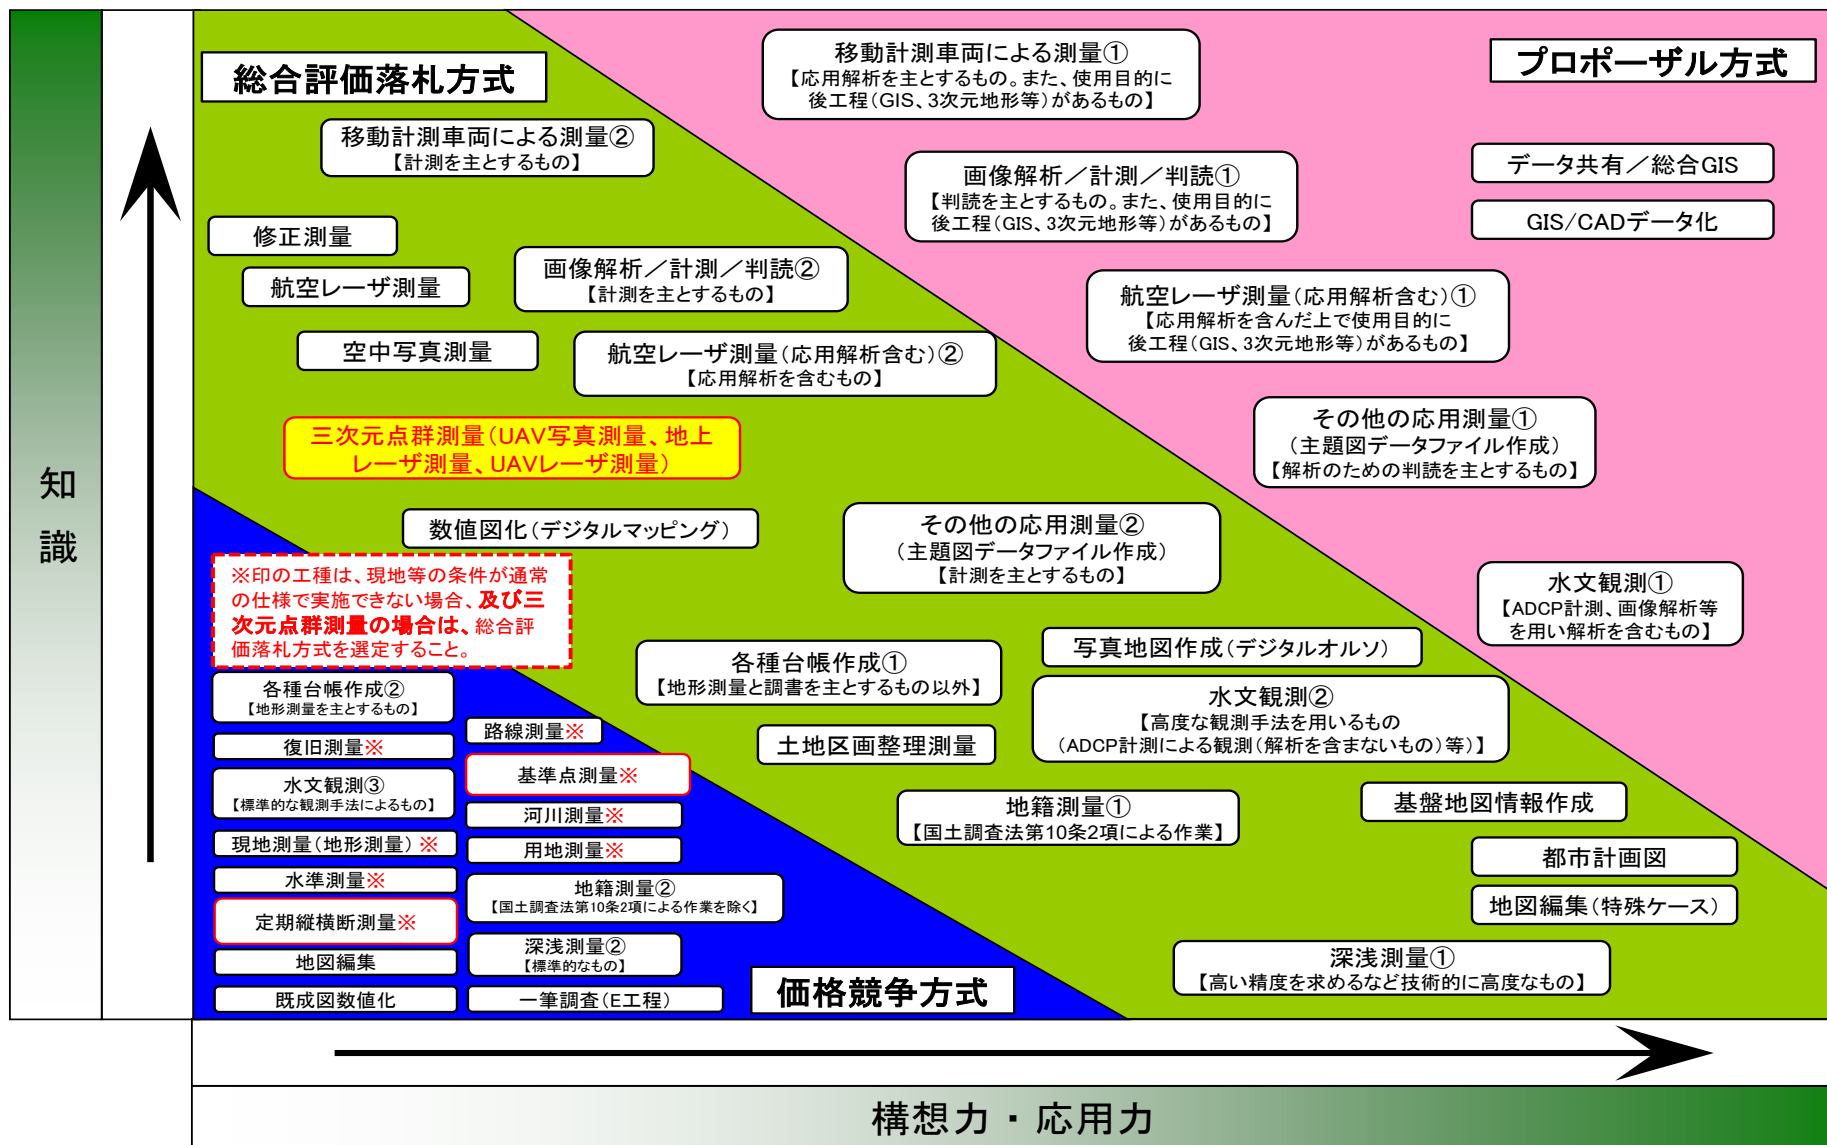 総合評価落札方式
プロポーザル方式
価格競争方式
知
識
構想力・応用力
移動計測車両による測量①
【応用解析を主とするもの。また、使用目的に
後工程(GIS、3次元地形等)があるもの】
移動計測車両による測量②
【計測を主とするもの】
画像解析／計測／判読①
【判読を主とするもの。また、使用目的に
後工程(GIS、3次元地形等)があるもの】
データ共有／総合GIS
GIS/CADデータ化
修正測量
航空レーザ測量
画像解析／計測／判読②
【計測を主とするもの】
航空レーザ測量(応用解析含む)①
【応用解析を含んだ上で使用目的に
後工程(GIS、3次元地形等)があるもの】
空中写真測量
航空レーザ測量(応用解析含む)②
【応用解析を含むもの】
三次元点群測量(UAV写真測量、地上
レーザ測量、UAVレーザ測量)
その他の応用測量①
(主題図データファイル作成)
【解析のための判読を主とするもの】
数値図化(デジタルマッピング)
その他の応用測量②
(主題図データファイル作成)
【計測を主とするもの】
水文観測①
【ADCP計測、画像解析等
を用い解析を含むもの】
※印の工種は、現地等の条件が通常
の仕様で実施できない場合、及び三
次元点群測量の場合は、総合評
価落札方式を選定すること。
各種台帳作成①
【地形測量と調書を主とするもの以外】
写真地図作成(デジタルオルソ)
水文観測②
【高度な観測手法を用いるもの
(ADCP計測による観測(解析を含まないもの)等)】
土地区画整理測量
地籍測量①
【国土調査法第10条2項による作業】
基盤地図情報作成
都市計画図
地図編集(特殊ケース)
深浅測量①
【高い精度を求めるなど技術的に高度なもの】
各種台帳作成②
【地形測量を主とするもの】
復旧測量※
水文観測③
【標準的な観測手法によるもの】
現地測量(地形測量)※
水準測量※
定期縦横断測量※
地図編集
既成図数値化
路線測量※
基準点測量※
河川測量※
用地測量※
地籍測量②
【国土調査法第10条2項による作業を除く】
深浅測量②
【標準的なもの】
一筆調査(E工程)